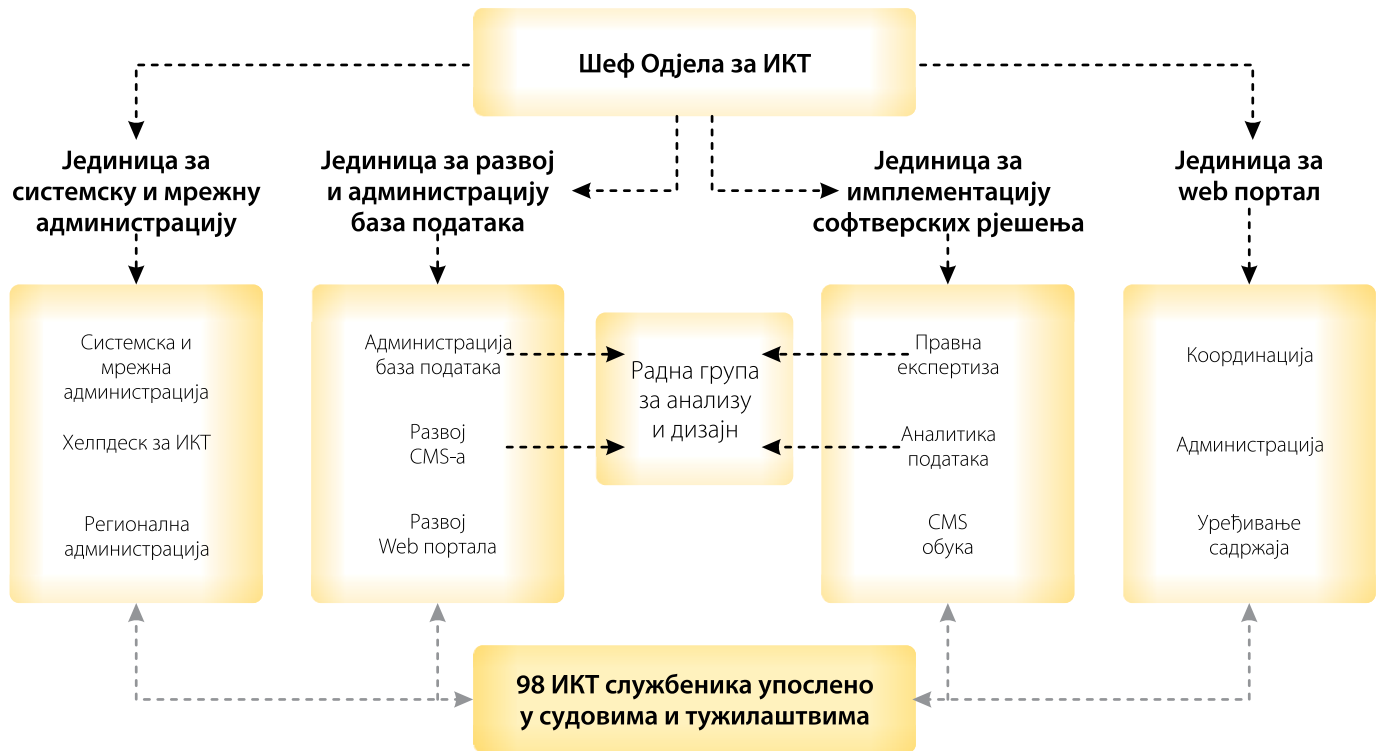 Шеф Одјела за ИКТ
Јединица за
системску и мрежну
администрацију
Јединица за развој
и администрацију
база података
Јединица за
имплементацију
софтверских рјешења
Јединица за
web портал
Системска и
мрежна
администрација
Хелпдеск за ИКТ
Регионална
администрација
Администрација
база података
Развој
CMS-а
Развој
Web портала
Радна група
за анализу
и дизајн
Правна
експертиза
Аналитика
података
CMS
обука
Координација
Администрација
Уређивање
садржаја
98 ИКТ службеника упослено
у судовима и тужилаштвима